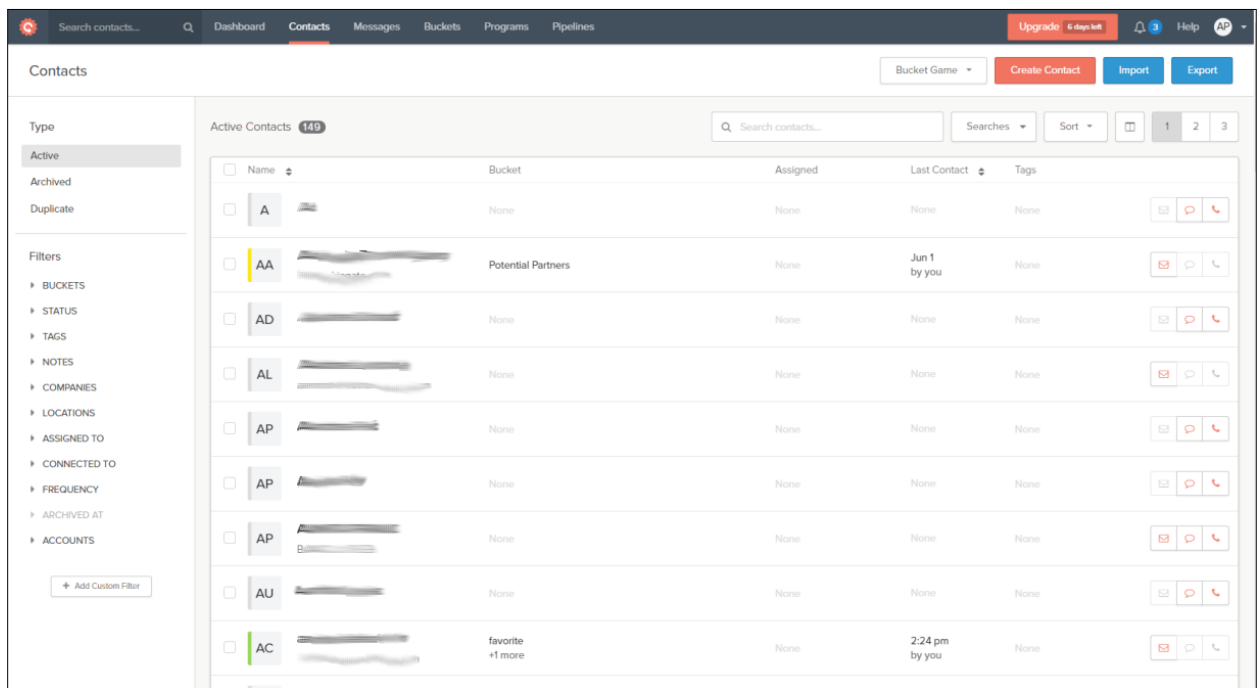 Search contacts... Dashboard Contacts Messages Buckets Programs Pipelines Upgrade 6 days left 3 Help AP
Contacts Bucket Game Create Contact Import Export
Type
Active
Archived
Duplicate
Filters
BUCKETS
STATUS
TAGS
NOTES
COMPANIES
LOCATIONS
ASSIGNED TO
CONNECTED TO
FREQUENCY
ARCHIVED AT
ACCOUNTS
+ Add Custom Filter
Active Contacts 149 Search contacts... Searches Sort 1 2 3
Name Bucket Assigned Last Contact Tags
A None None None None
AA Potential Partners None Jun 1 None
by you
AD None None None None
AL None None None None
AP None None None None
AP None None None None
AP None None None None
AU None None None None
AC favorite None 2:24 pm None
+1 more by you